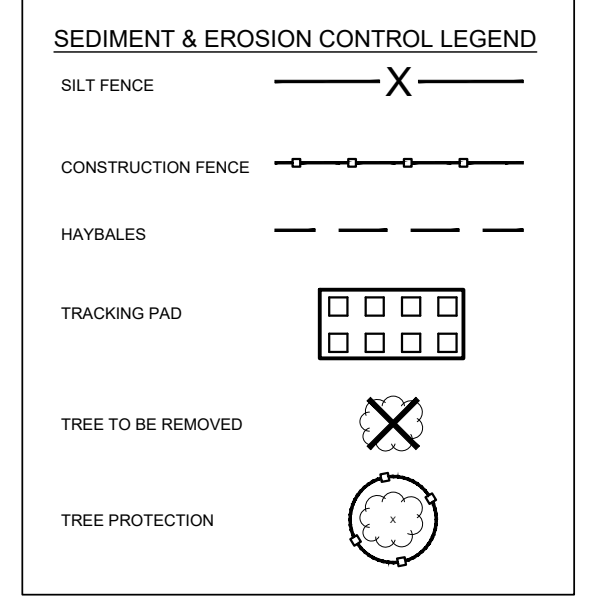 SEDIMENT & EROSION CONTROL LEGEND
SILT FENCE X
CONSTRUCTION FENCE
HAYBALES
TRACKING PAD
TREE TO BE REMOVED
TREE PROTECTION x